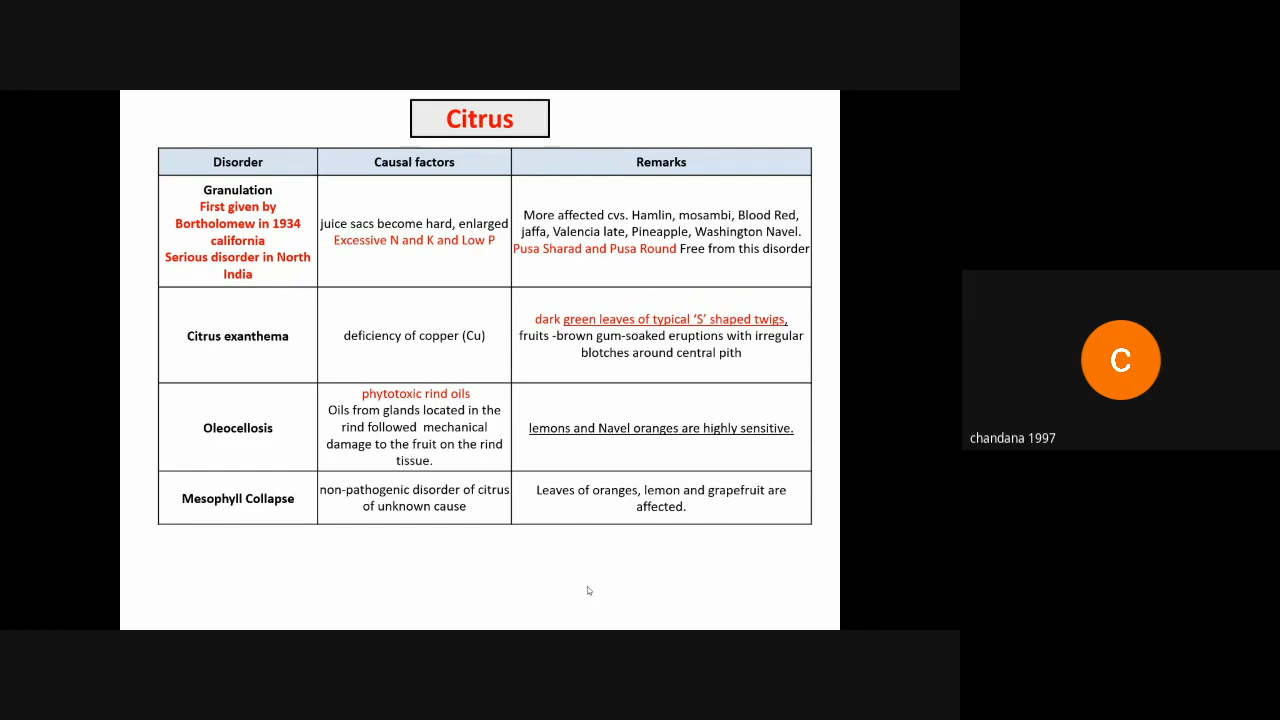 Citrus
Disorder
Causal factors
Remarks
Granulation
First given by
Bortholomew in 1934
california
Serious disorder in North
India
juice sacs become hard, enlarged
Excessive N and K and Low P
More affected cvs. Hamlin, mosambi, Blood Red,
jaffa, Valencia late, Pineapple, Washington Navel.
Pusa Sharad and Pusa Round Free from this disorder
Citrus exanthema
deficiency of copper (Cu)
dark green leaves of typical ‘S’ shaped twigs,
fruits -brown gum-soaked eruptions with irregular
blotches around central pith
Oleocellosis
phytotoxic rind oils
Oils from glands located in the
rind followed mechanical
damage to the fruit on the rind
tissue.
lemons and Navel oranges are highly sensitive.
Mesophyll Collapse
non-pathogenic disorder of citrus
of unknown cause
Leaves of oranges, lemon and grapefruit are
affected.
C
chandana 1997